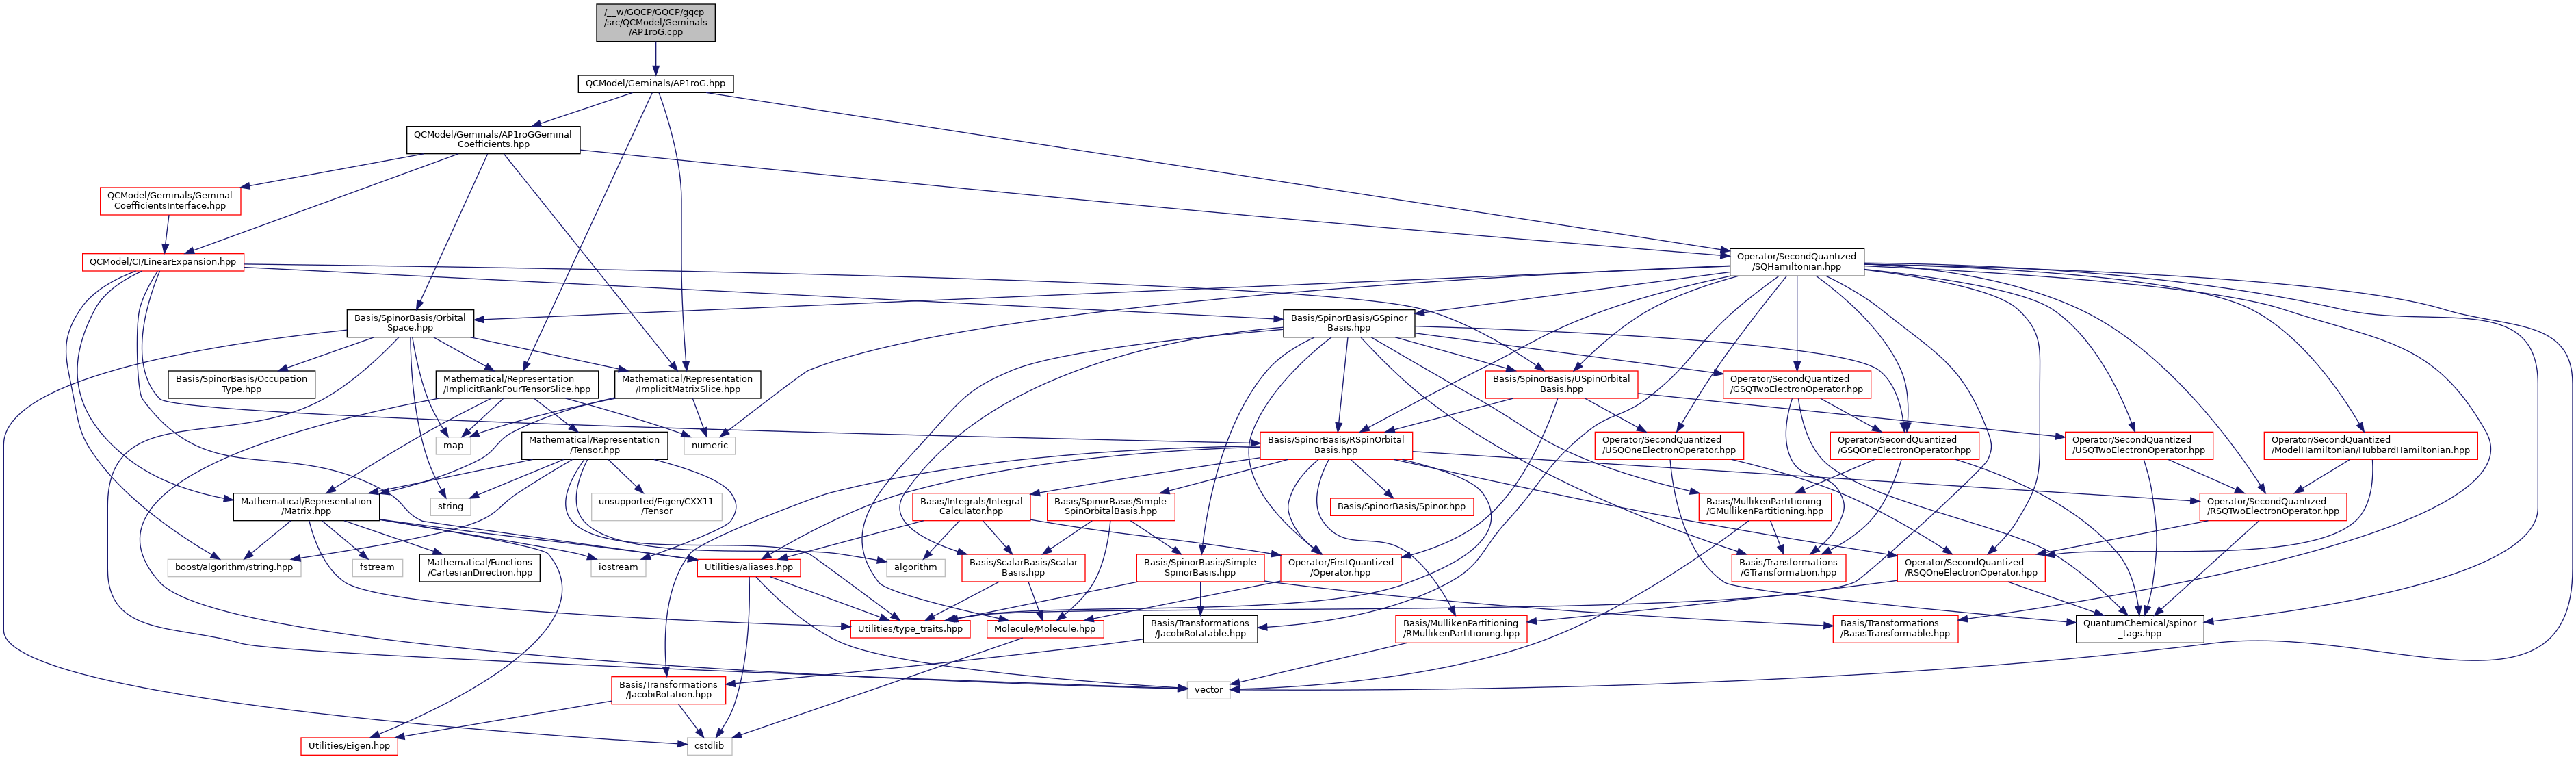 /__w/GQCP/GQCP/gqcp
/src/QCModel/Geminals
/AP1roG.cpp
QCModel/Geminals/AP1roG.hpp
QCModel/Geminals/AP1roGGeminal
Coefficients.hpp
QCModel/Geminals/Geminal
CoefficientsInterface.hpp
QCModel/CI/LinearExpansion.hpp
Operator/SecondQuantized
/SQHamiltonian.hpp
Basis/SpinorBasis/Orbital
Space.hpp
Basis/SpinorBasis/GSpinor
Basis.hpp
Basis/SpinorBasis/Occupation
Type.hpp
Mathematical/Representation
/ImplicitRankFourTensorSlice.hpp
Mathematical/Representation
/ImplicitMatrixSlice.hpp
Basis/SpinorBasis/USpinOrbital
Basis.hpp
Operator/SecondQuantized
/GSQTwoElectronOperator.hpp
map
Mathematical/Representation
/Tensor.hpp
numeric
Basis/SpinorBasis/RSpinOrbital
Basis.hpp
Operator/SecondQuantized
/USQOneElectronOperator.hpp
Operator/SecondQuantized
/GSQOneElectronOperator.hpp
Operator/SecondQuantized
/USQTwoElectronOperator.hpp
Operator/SecondQuantized
/ModelHamiltonian/HubbardHamiltonian.hpp
Mathematical/Representation
/Matrix.hpp
string
unsupported/Eigen/CXX11
/Tensor
Basis/Integrals/Integral
Calculator.hpp
Basis/SpinorBasis/Simple
SpinOrbitalBasis.hpp
Basis/SpinorBasis/Spinor.hpp
Basis/MullikenPartitioning
/GMullikenPartitioning.hpp
Operator/SecondQuantized
/RSQTwoElectronOperator.hpp
boost/algorithm/string.hpp
fstream
Mathematical/Functions
/CartesianDirection.hpp
iostream
Utilities/aliases.hpp
algorithm
Basis/ScalarBasis/Scalar
Basis.hpp
Basis/SpinorBasis/Simple
SpinorBasis.hpp
Operator/FirstQuantized
/Operator.hpp
Basis/Transformations
/GTransformation.hpp
Operator/SecondQuantized
/RSQOneElectronOperator.hpp
Utilities/type_traits.hpp
Molecule/Molecule.hpp
Basis/Transformations
/JacobiRotatable.hpp
Basis/MullikenPartitioning
/RMullikenPartitioning.hpp
Basis/Transformations
/BasisTransformable.hpp
QuantumChemical/spinor
_tags.hpp
Basis/Transformations
/JacobiRotation.hpp
vector
Utilities/Eigen.hpp
cstdlib